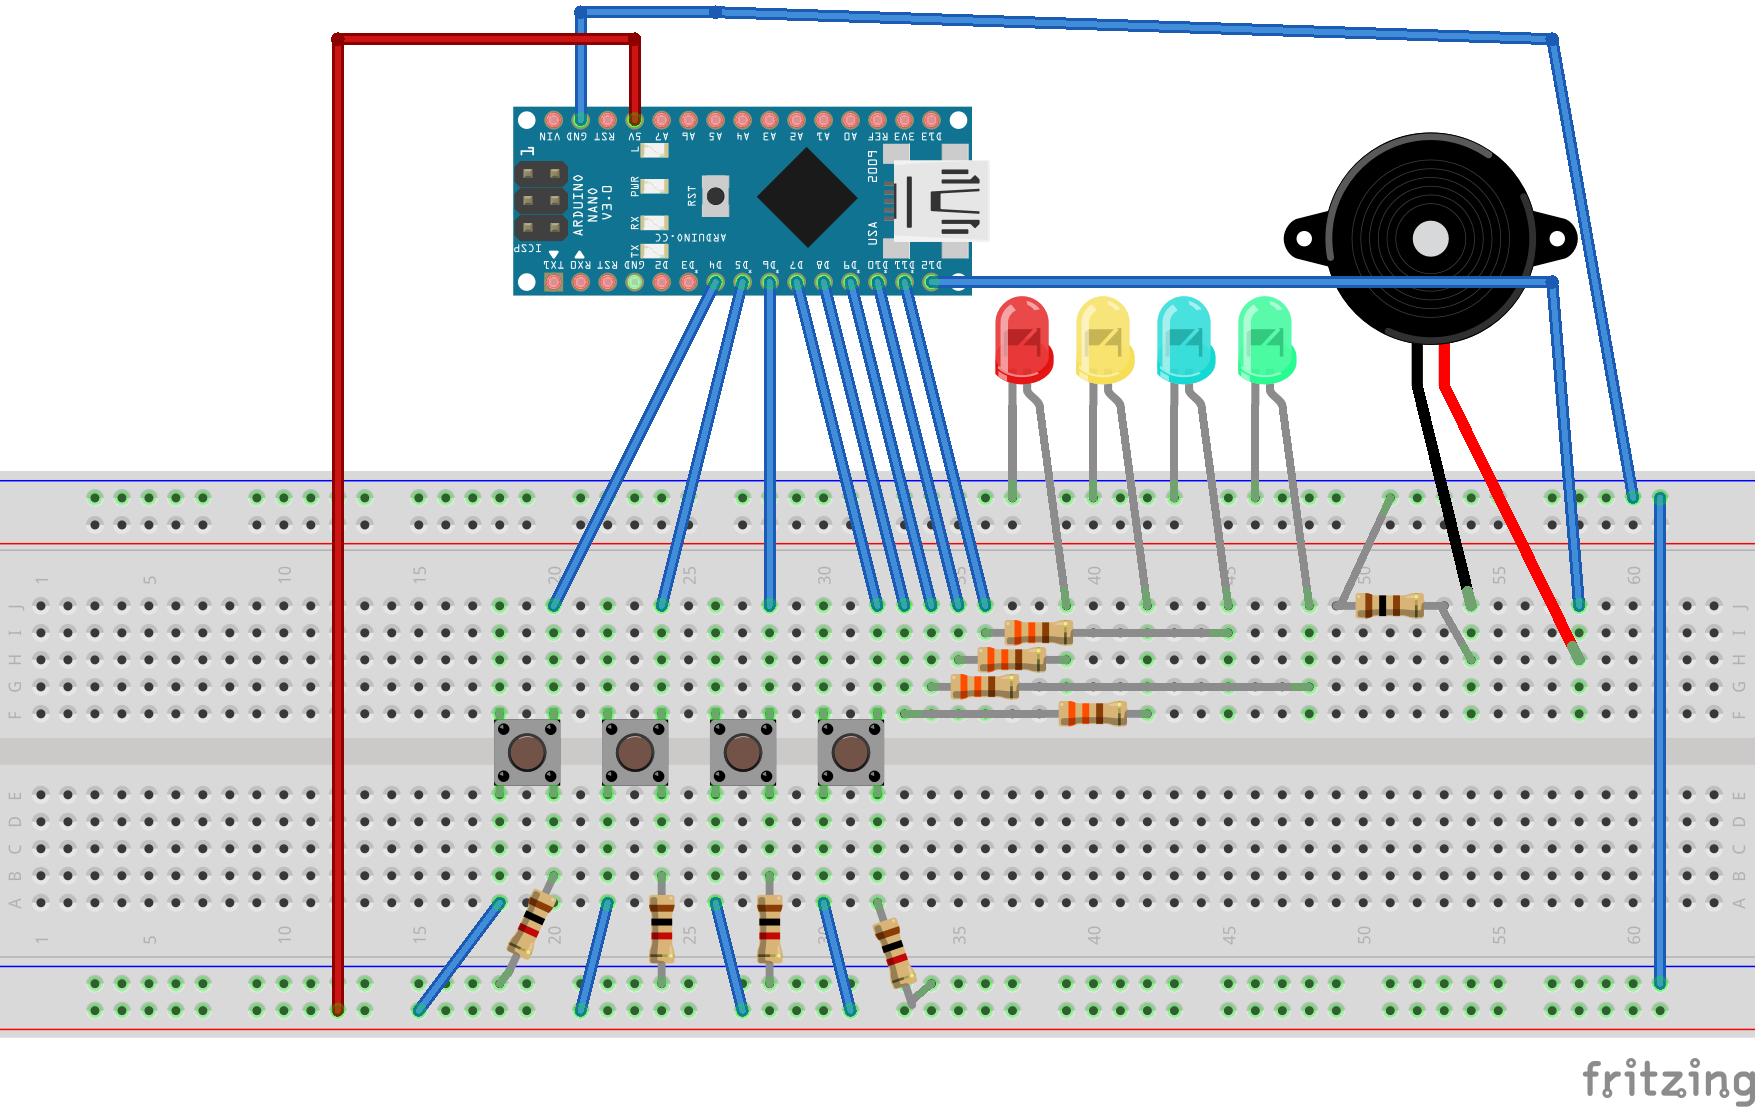 VIN GND RST 5V A7 A6 A5 A4 A3 A2 A1 A0 REF 3V3 D13
1
L
PWR
RX
TX
RST
ARDUINO
NANO
V3.0
ARDUINO.CC
USA
ICSP
TX1 RX0 RST GND D2 D3 D4 D5 D6 D7 D8 D9 D10 D11 D12
1 5 10 15 20 25 30 35 40 45 50 55 60
J J
I I
H H
G G
F F
E E
D D
C C
B B
A A
1 5 10 15 20 25 30 35 40 45 50 55 60
fritzing